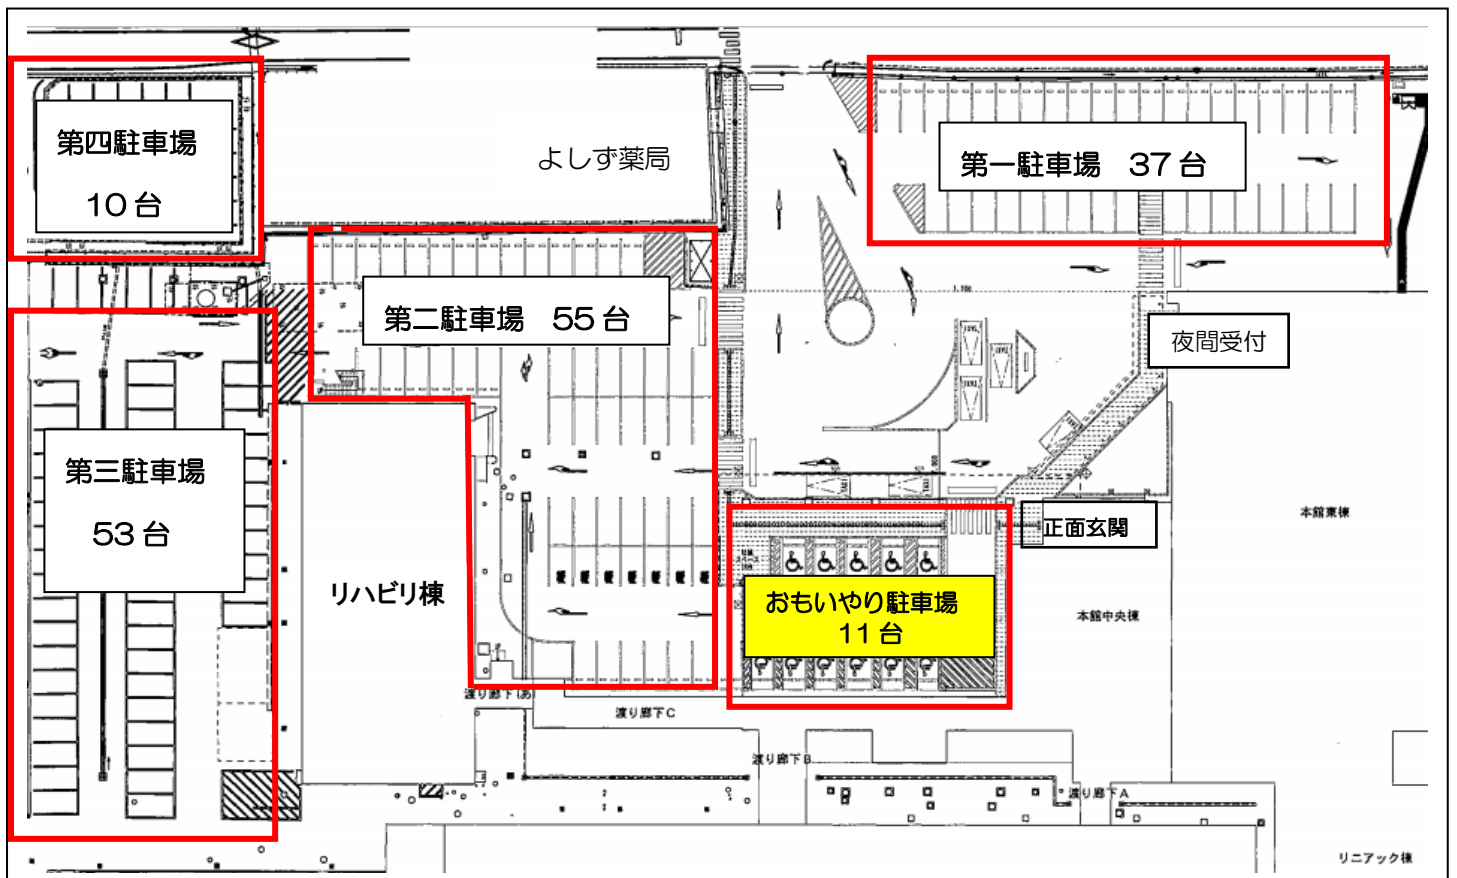 第四駐車場
10台
よしず薬局
第一駐車場　37台
第二駐車場　55台
夜間受付
第三駐車場
53台
リハビリ棟
正面玄関
本館東棟
おもいやり駐車場
11台
本館中央棟
渡り廊下(あ)
渡り廊下C
渡り廊下B
渡り廊下A
リニアック棟